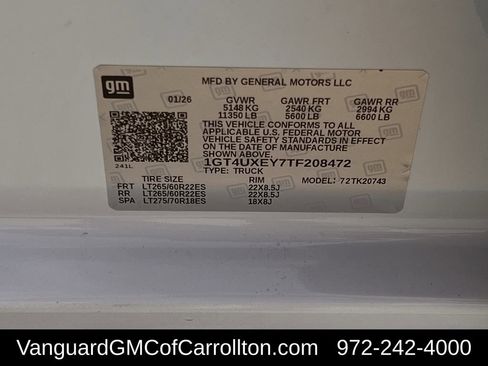 gm
MFD BY GENERAL MOTORS LLC
01/26 GVWR GAWR FRT GAWR RR
5148 KG 2540 KG 2994 KG
11350 LB 5600 LB 6600 LB
THIS VEHICLE CONFORMS TO ALL
APPLICABLE U.S. FEDERAL MOTOR
VEHICLE SAFETY STANDARDS IN EFFECT
ON THE DATE OF MANUFACTURE
SHOWN ABOVE.
1GT4UXEY7TF208472
241L TYPE: TRUCK
TIRE SIZE RIM MODEL: 72TK20743
FRT LT265/60R22ES 22X8.5J
RR LT265/60R22ES 22X8.5J
SPA LT275/70R18ES 18X8J
VanguardGMCofCarrollton.com 972-242-4000